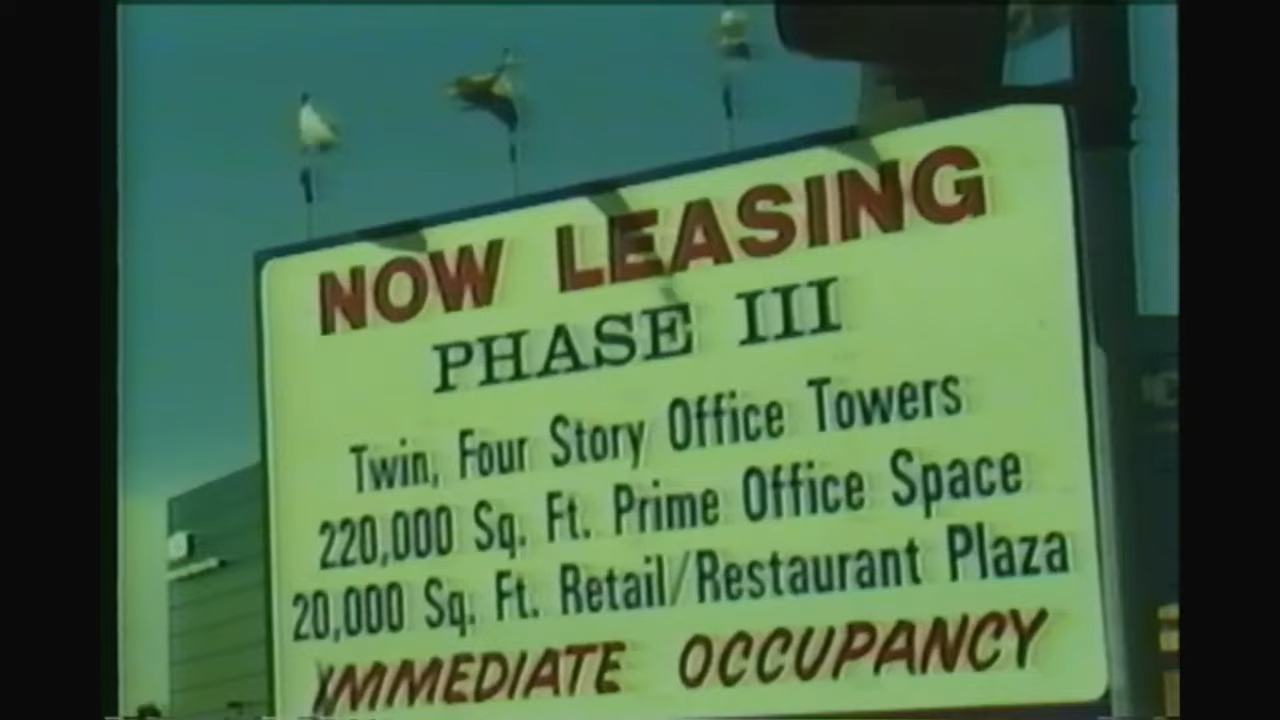 NOW LEASING
PHASE III
Twin, Four Story Office Towers
220,000 Sq. Ft. Prime Office Space
20,000 Sq. Ft. Retail/Restaurant Plaza
IMMEDIATE OCCUPANCY